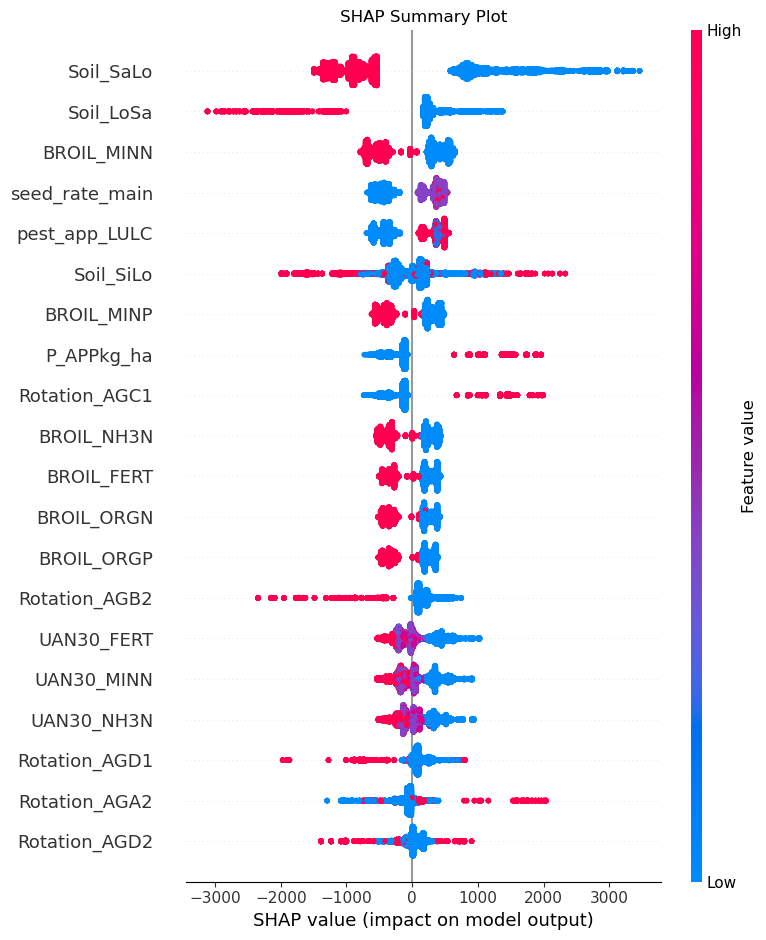 SHAP Summary Plot
High
Soil_SaLo
Soil_LoSa
BROIL_MINN
seed_rate_main
pest_app_LULC
Soil_SiLo
BROIL_MINP
P_APPkg_ha
Rotation_AGC1
BROIL_NH3N
BROIL_FERT
BROIL_ORGN
BROIL_ORGP
Rotation_AGB2
UAN30_FERT
UAN30_MINN
UAN30_NH3N
Rotation_AGD1
Rotation_AGA2
Rotation_AGD2
Feature value
Low
−3000 −2000 −1000 0 1000 2000 3000
SHAP value (impact on model output)